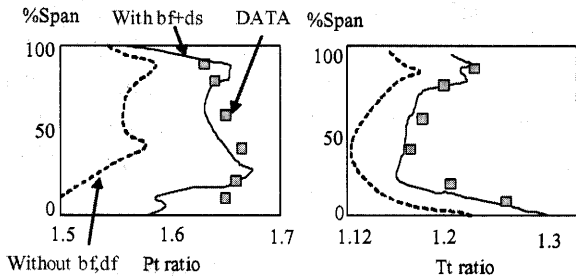 %Span
With bf+ds
DATA
%Span
100
100
50
50
0
0
1.5
1.6
1.7
1.12
1.2
1.3
Without bf,df
Pt ratio
Tt ratio